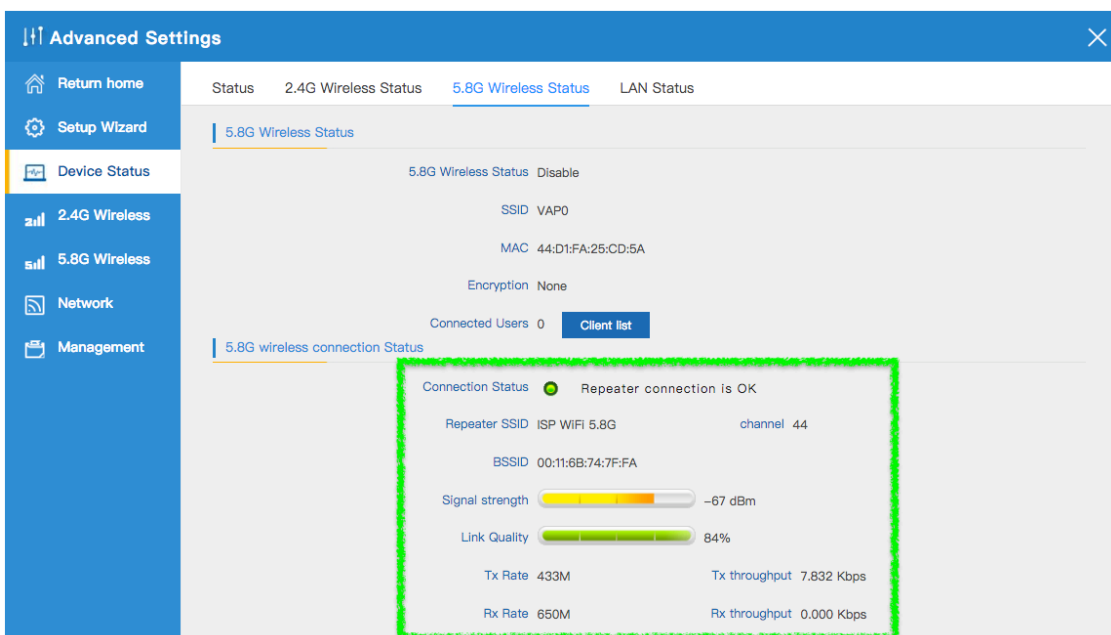 Advanced Settings
Return home
Setup Wizard
Device Status
2.4G Wireless
5.8G Wireless
Network
Management
Status 2.4G Wireless Status 5.8G Wireless Status LAN Status
5.8G Wireless Status
5.8G Wireless Status Disable
SSID VAP0
MAC 44:D1:FA:25:CD:5A
Encryption None
Connected Users 0 Client list
5.8G wireless connection Status
Connection Status Repeater connection is OK
Repeater SSID ISP WiFi 5.8G channel 44
BSSID 00:11:6B:74:7F:FA
Signal strength -67 dBm
Link Quality 84%
Tx Rate 433M Tx throughput 7.832 Kbps
Rx Rate 650M Rx throughput 0.000 Kbps